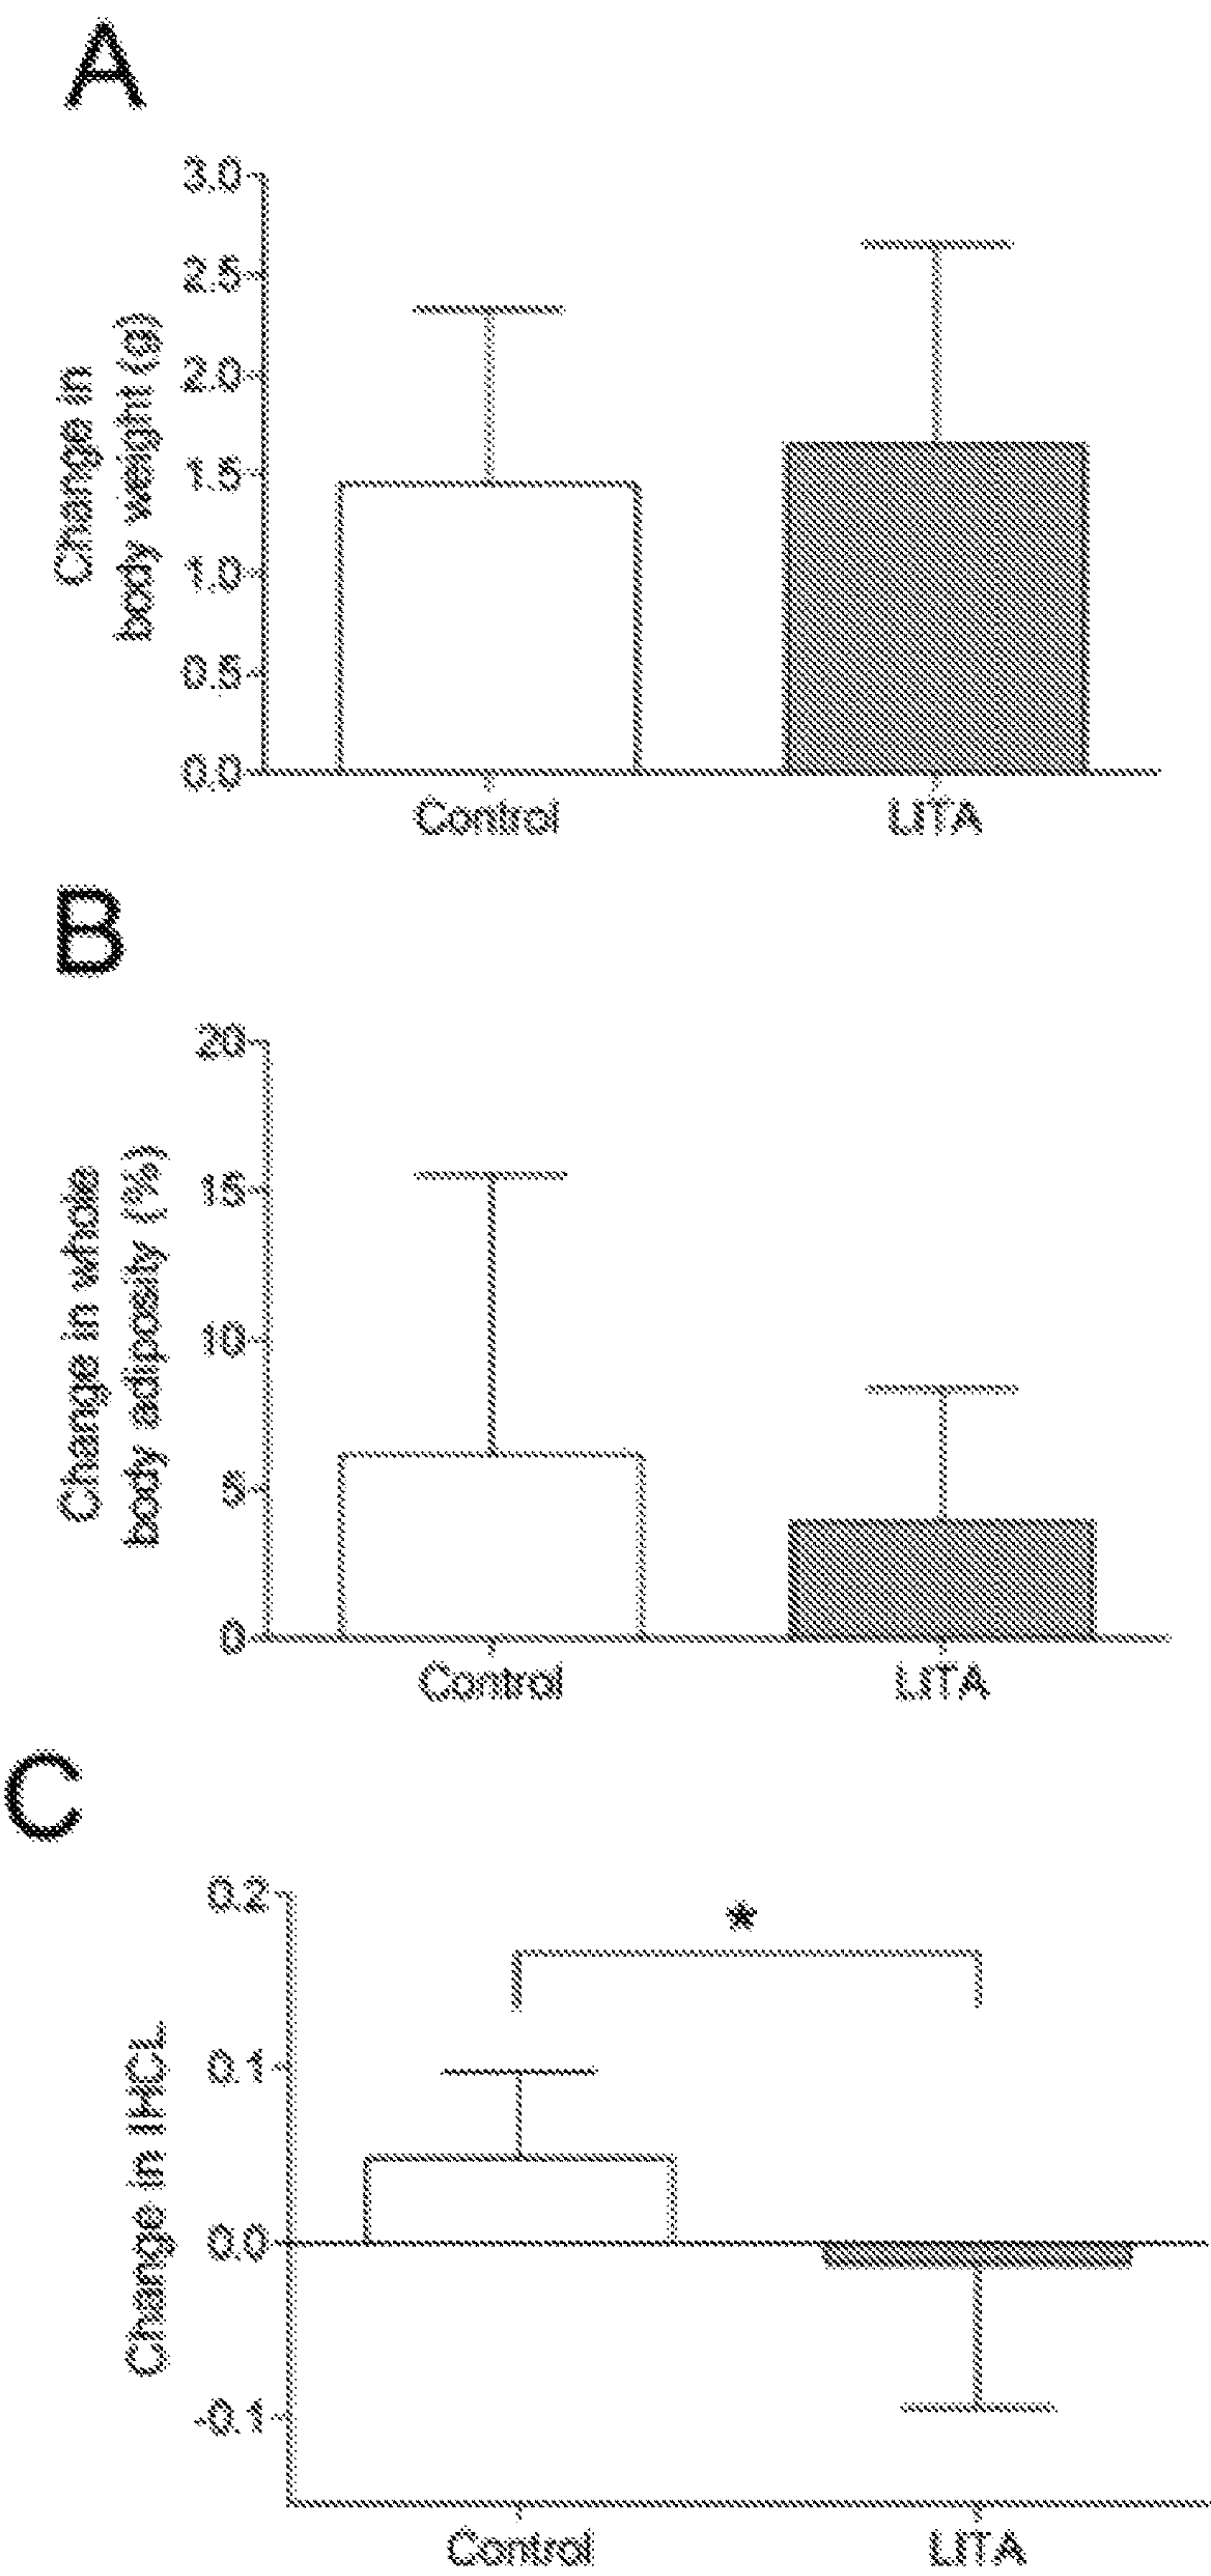 A
3.0
2.5
2.0
1.5
1.0
0.5
0.0
Change in
body weight (g)
Control
LITA
B
20
15
10
5
0
Change in whole
body adiposity (%)
Control
LITA
C
0.2
0.1
0.0
-0.1
Change in IHCL
*
Control
LITA